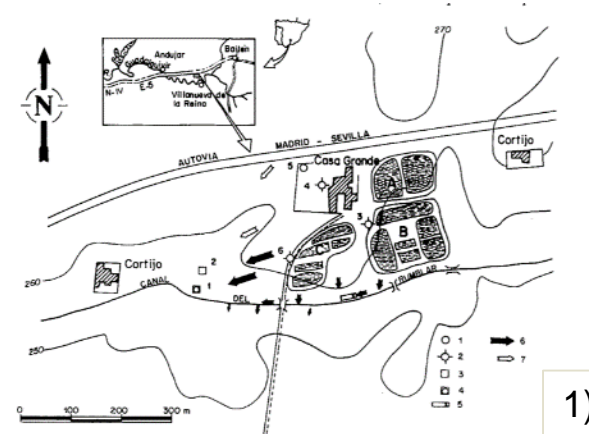 270
Andujar
Bailén
Guadalquivir
N-IV
E-5
Villanueva de
la Reina
N
AUTOVIA MADRID - SEVILLA
Cortijo
5
Casa Grande
4
A
3
B
6
C
2
1
260
Cortijo
CANAL DEL RUMBLAR
250
1
2
3
4
5
6
7
0 100 200 300 m
1)